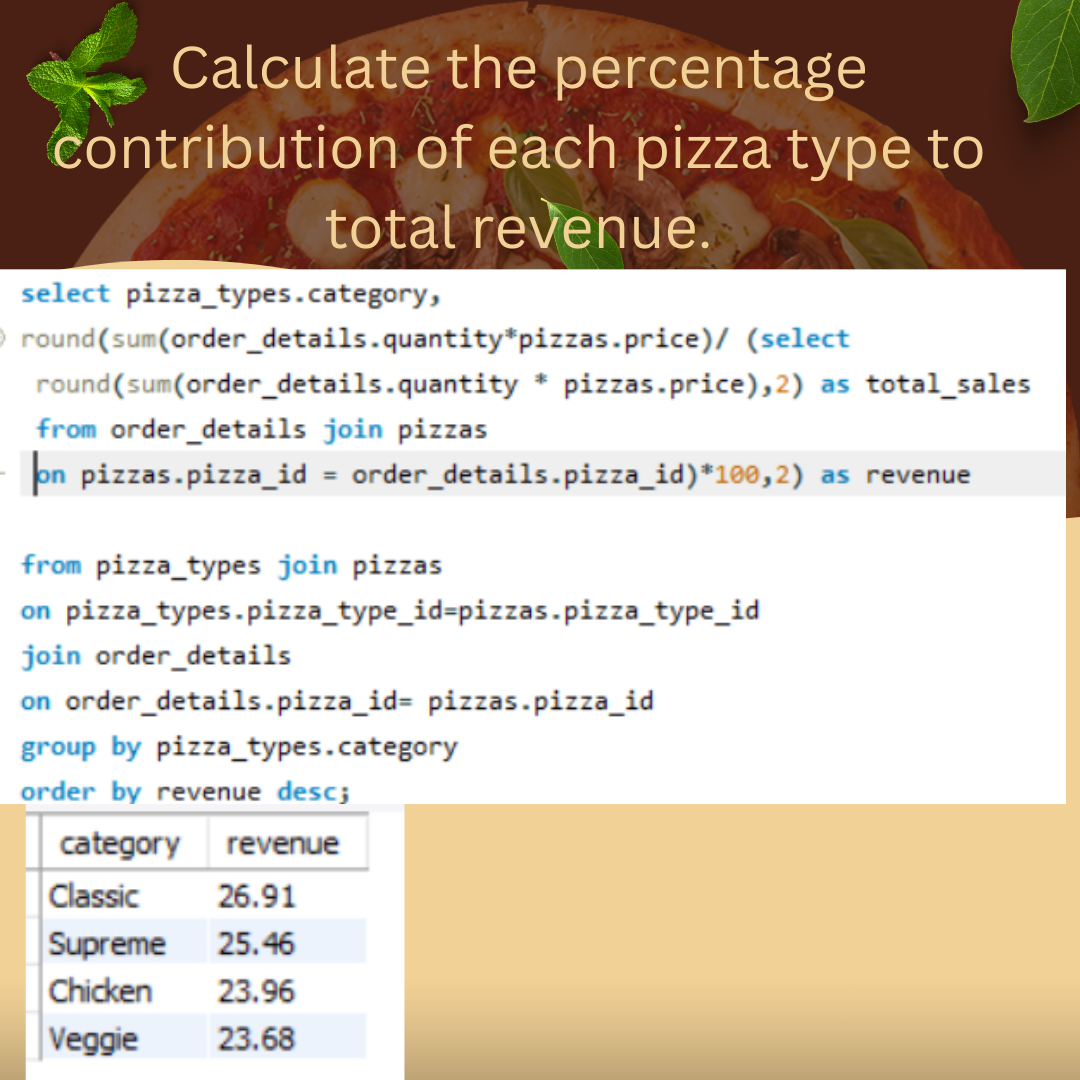 Calculate the percentage
contribution of each pizza type to
total revenue.
select pizza_types.category,
round(sum(order_details.quantity*pizzas.price)/ (select
round(sum(order_details.quantity * pizzas.price),2) as total_sales
from order_details join pizzas
on pizzas.pizza_id = order_details.pizza_id)*100,2) as revenue
from pizza_types join pizzas
on pizza_types.pizza_type_id=pizzas.pizza_type_id
join order_details
on order_details.pizza_id= pizzas.pizza_id
group by pizza_types.category
order by revenue desc;
category revenue
Classic 26.91
Supreme 25.46
Chicken 23.96
Veggie 23.68